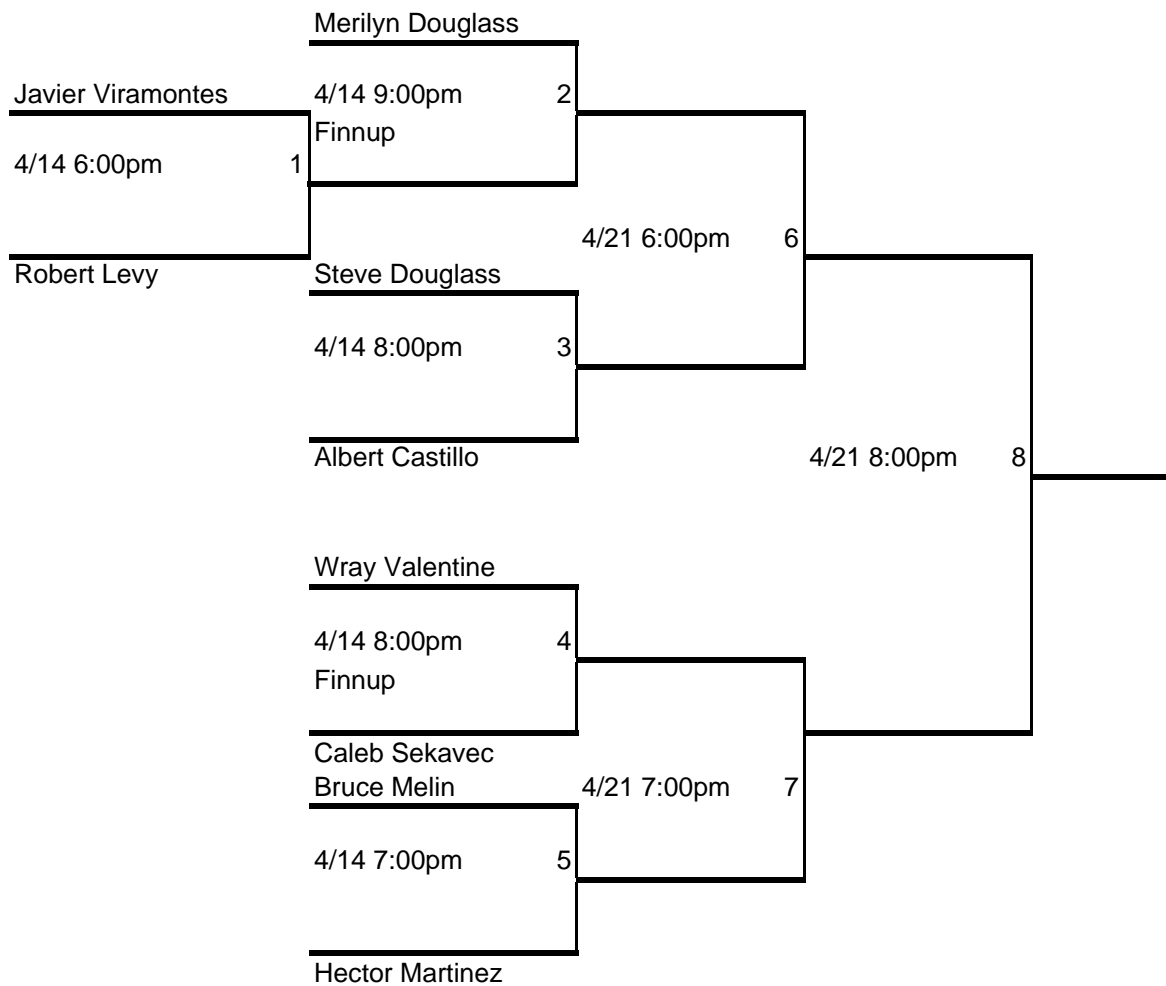 Merilyn Douglass
Javier Viramontes
4/14 9:00pm 2
Finnup
4/14 6:00pm 1
4/21 6:00pm 6
Robert Levy
Steve Douglass
4/14 8:00pm 3
Albert Castillo
4/21 8:00pm 8
Wray Valentine
4/14 8:00pm 4
Finnup
Caleb Sekavec
Bruce Melin
4/21 7:00pm 7
4/14 7:00pm 5
Hector Martinez